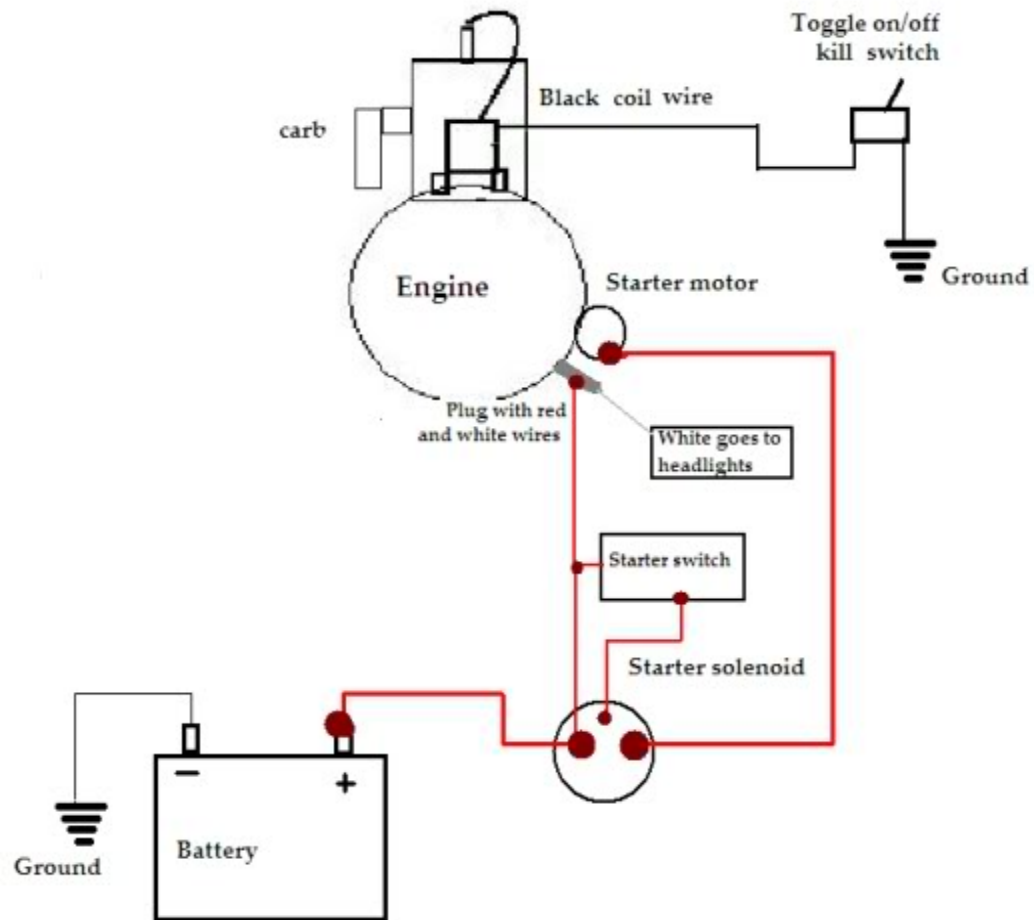 Toggle on/off
kill switch
Black coil wire
carb
Ground
Engine
Starter motor
Plug with red
and white wires
White goes to
headlights
Starter switch
Starter solenoid
−
+
Battery
Ground